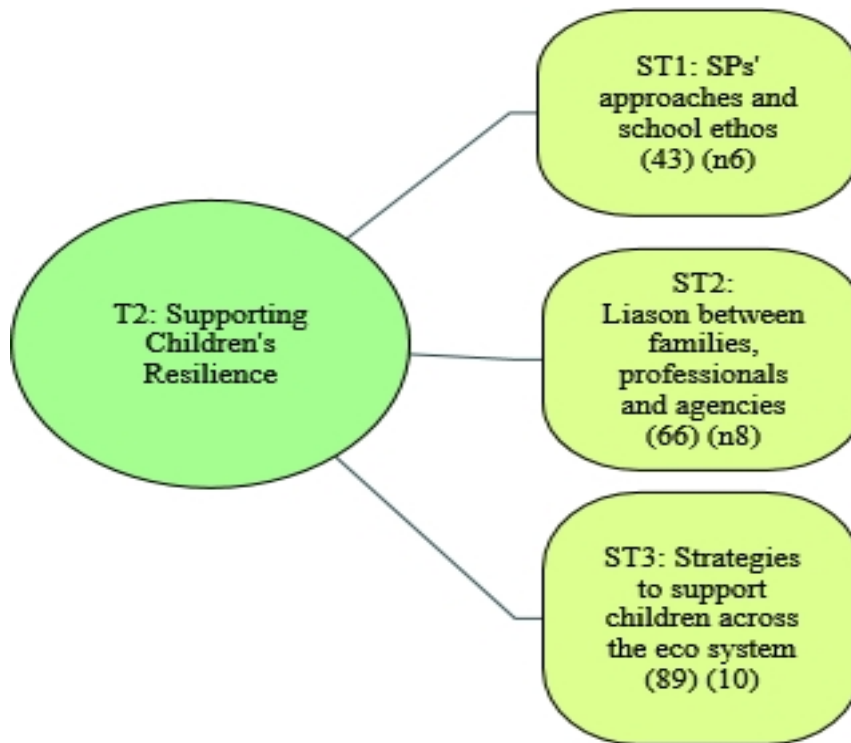 T2: Supporting
Children's
Resilience
ST1: SPs'
approaches and
school ethos
(43) (n6)
ST2:
Liason between
families,
professionals
and agencies
(66) (n8)
ST3: Strategies
to support
children across
the eco system
(89) (10)